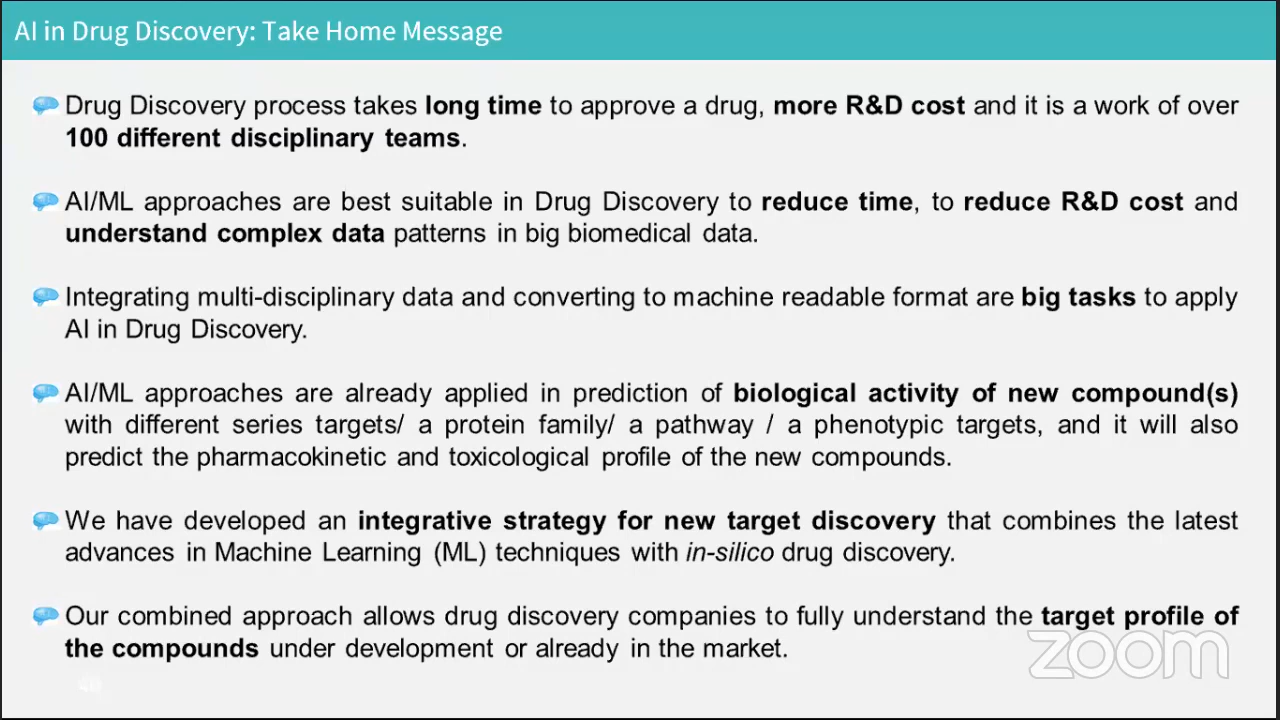 AI in Drug Discovery: Take Home Message
Drug Discovery process takes long time to approve a drug, more R&D cost and it is a work of over
100 different disciplinary teams.
AI/ML approaches are best suitable in Drug Discovery to reduce time, to reduce R&D cost and
understand complex data patterns in big biomedical data.
Integrating multi-disciplinary data and converting to machine readable format are big tasks to apply
AI in Drug Discovery.
AI/ML approaches are already applied in prediction of biological activity of new compound(s)
with different series targets/ a protein family/ a pathway / a phenotypic targets, and it will also
predict the pharmacokinetic and toxicological profile of the new compounds.
We have developed an integrative strategy for new target discovery that combines the latest
advances in Machine Learning (ML) techniques with in-silico drug discovery.
Our combined approach allows drug discovery companies to fully understand the target profile of
the compounds under development or already in the market.
zoom